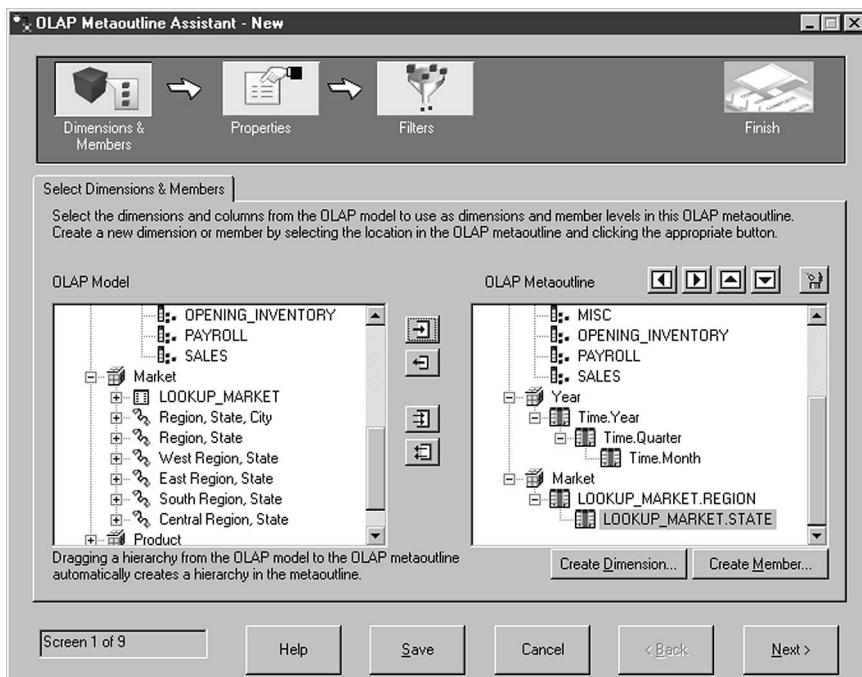 OLAP Metaoutline Assistant - New
Dimensions &
Members
Properties
Filters
Finish
Select Dimensions & Members
Select the dimensions and columns from the OLAP model to use as dimensions and member levels in this OLAP metaoutline.
Create a new dimension or member by selecting the location in the OLAP metaoutline and clicking the appropriate button.
OLAP Model
OPENING_INVENTORY
PAYROLL
SALES
Market
LOOKUP_MARKET
Region, State, City
Region, State
West Region, State
East Region, State
South Region, State
Central Region, State
Product
Dragging a hierarchy from the OLAP model to the OLAP metaoutline
automatically creates a hierarchy in the metaoutline.
OLAP Metaoutline
MISC
OPENING_INVENTORY
PAYROLL
SALES
Year
Time.Year
Time.Quarter
Time.Month
Market
LOOKUP_MARKET.REGION
LOOKUP_MARKET.STATE
Create Dimension...
Create Member...
Screen 1 of 9
Help
Save
Cancel
< Back
Next >